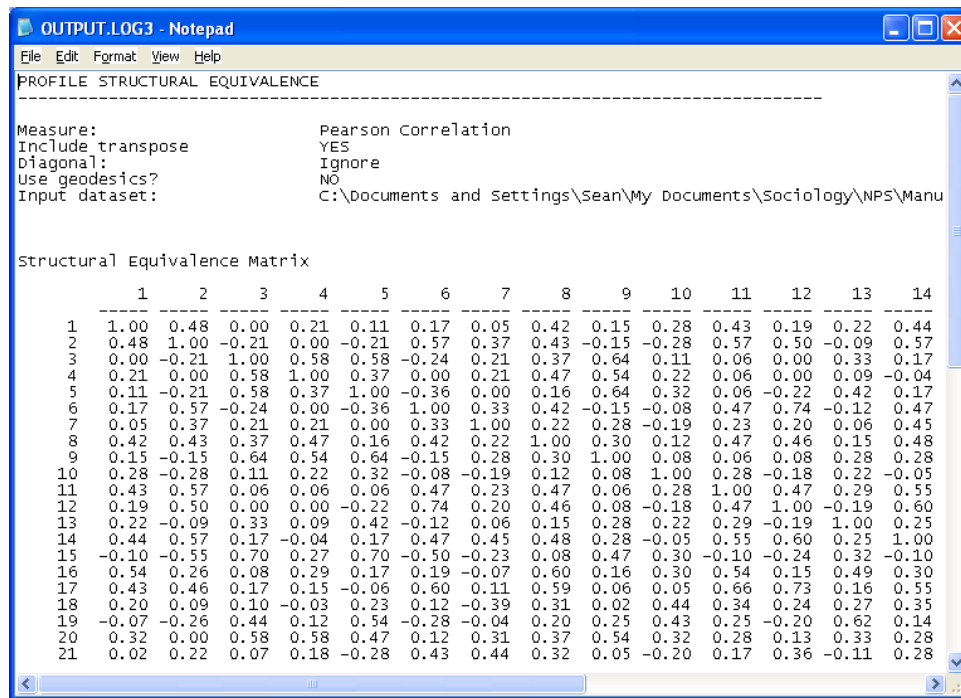 OUTPUT.LOG3 - Notepad
File Edit Format View Help
PROFILE STRUCTURAL EQUIVALENCE
--------------------------------------------------------------------------------
Measure: Pearson Correlation
Include transpose YES
Diagonal: Ignore
Use geodesics? NO
Input dataset: C:\Documents and Settings\Sean\My Documents\Sociology\NPS\Manu
Structural Equivalence Matrix
1 2 3 4 5 6 7 8 9 10 11 12 13 14
----- ----- ----- ----- ----- ----- ----- ----- ----- ----- ----- ----- ----- -----
1 1.00 0.48 0.00 0.21 0.11 0.17 0.05 0.42 0.15 0.28 0.43 0.19 0.22 0.44
2 0.48 1.00 -0.21 0.00 -0.21 0.57 0.37 0.43 -0.15 -0.28 0.57 0.50 -0.09 0.57
3 0.00 -0.21 1.00 0.58 0.58 -0.24 0.21 0.37 0.64 0.11 0.06 0.00 0.33 0.17
4 0.21 0.00 0.58 1.00 0.37 0.00 0.21 0.47 0.54 0.22 0.06 0.00 0.09 -0.04
5 0.11 -0.21 0.58 0.37 1.00 -0.36 0.00 0.16 0.64 0.32 0.06 -0.22 0.42 0.17
6 0.17 0.57 -0.24 0.00 -0.36 1.00 0.33 0.42 -0.15 -0.08 0.47 0.74 -0.12 0.47
7 0.05 0.37 0.21 0.21 0.00 0.33 1.00 0.22 0.28 -0.19 0.23 0.20 0.06 0.45
8 0.42 0.43 0.37 0.47 0.16 0.42 0.22 1.00 0.30 0.12 0.47 0.46 0.15 0.48
9 0.15 -0.15 0.64 0.54 0.64 -0.15 0.28 0.30 1.00 0.08 0.06 0.08 0.28 0.28
10 0.28 -0.28 0.11 0.22 0.32 -0.08 -0.19 0.12 0.08 1.00 0.28 -0.18 0.22 -0.05
11 0.43 0.57 0.06 0.06 0.06 0.47 0.23 0.47 0.06 0.28 1.00 0.47 0.29 0.55
12 0.19 0.50 0.00 0.00 -0.22 0.74 0.20 0.46 0.08 -0.18 0.47 1.00 -0.19 0.60
13 0.22 -0.09 0.33 0.09 0.42 -0.12 0.06 0.15 0.28 0.22 0.29 -0.19 1.00 0.25
14 0.44 0.57 0.17 -0.04 0.17 0.47 0.45 0.48 0.28 -0.05 0.55 0.60 0.25 1.00
15 -0.10 -0.55 0.70 0.27 0.70 -0.50 -0.23 0.08 0.47 0.30 -0.10 -0.24 0.32 -0.10
16 0.54 0.26 0.08 0.29 0.17 0.19 -0.07 0.60 0.16 0.30 0.54 0.15 0.49 0.30
17 0.43 0.46 0.17 0.15 -0.06 0.60 0.11 0.59 0.06 0.05 0.66 0.73 0.16 0.55
18 0.20 0.09 0.10 -0.03 0.23 0.12 -0.39 0.31 0.02 0.44 0.34 0.24 0.27 0.35
19 -0.07 -0.26 0.44 0.12 0.54 -0.28 -0.04 0.20 0.25 0.43 0.25 -0.20 0.62 0.14
20 0.32 0.00 0.58 0.58 0.47 0.12 0.31 0.37 0.54 0.32 0.28 0.13 0.33 0.28
21 0.02 0.22 0.07 0.18 -0.28 0.43 0.44 0.32 0.05 -0.20 0.17 0.36 -0.11 0.28